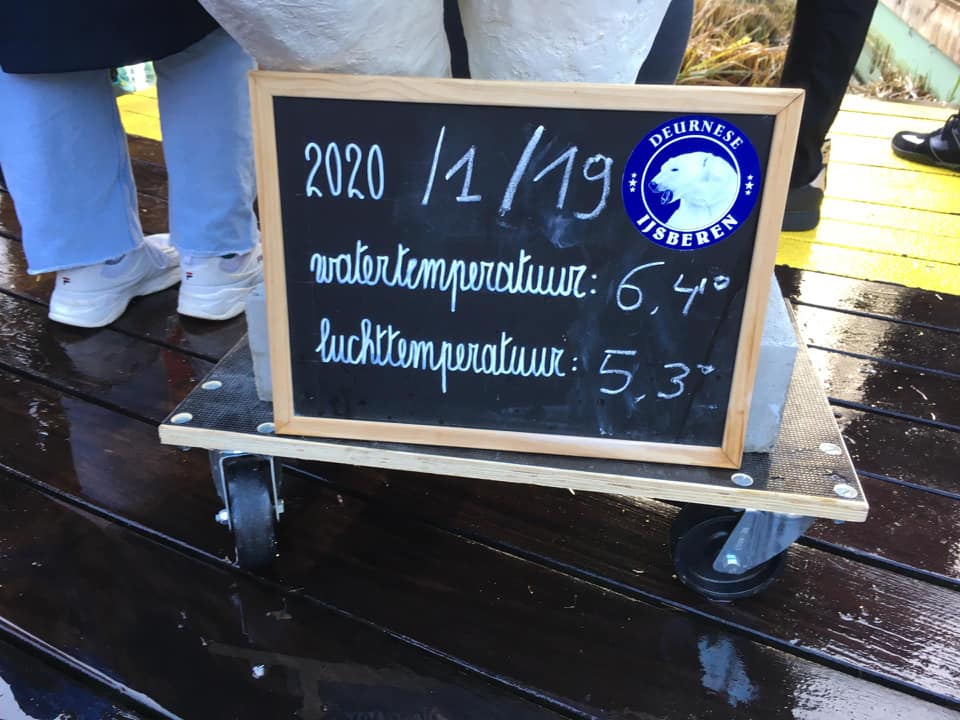 2020 /1/19
DEURNESE
IJSBEREN
watertemperatuur: 6,4°
luchttemperatuur: 5,3°